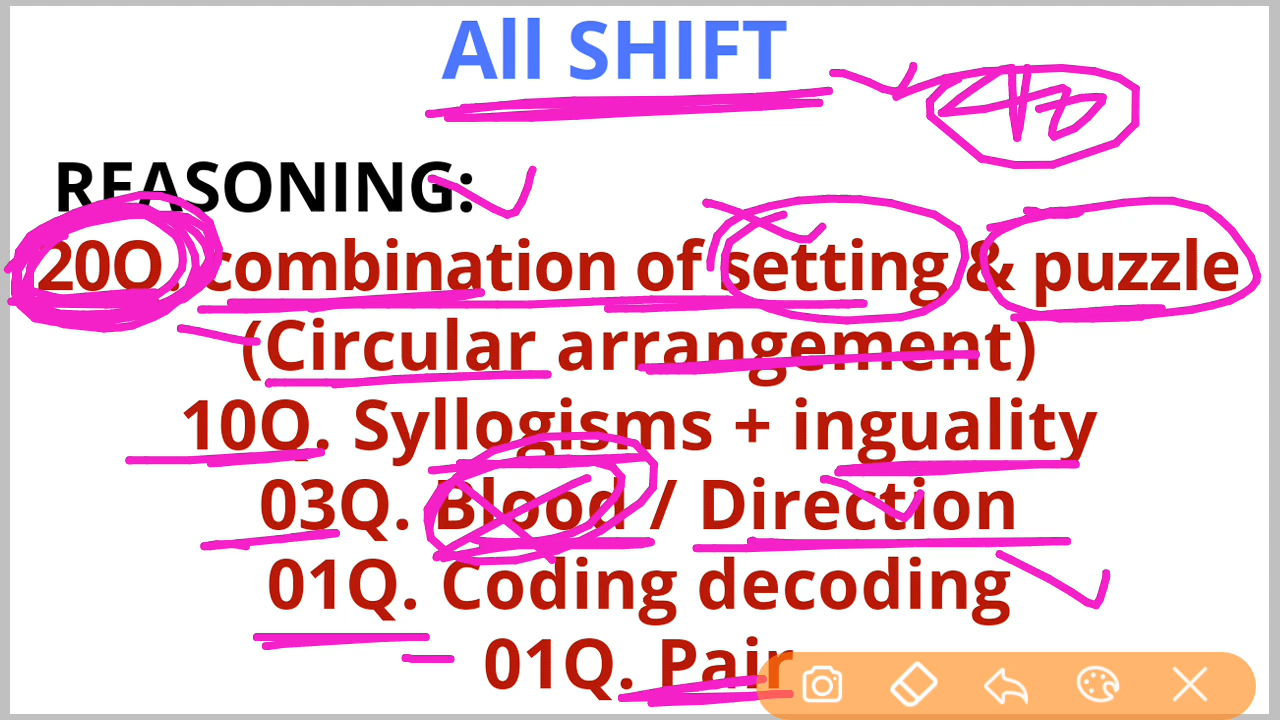 All SHIFT
REASONING:
20Q. combination of setting & puzzle
(Circular arrangement)
10Q. Syllogisms + inguality
03Q. Blood / Direction
01Q. Coding decoding
01Q. Pair